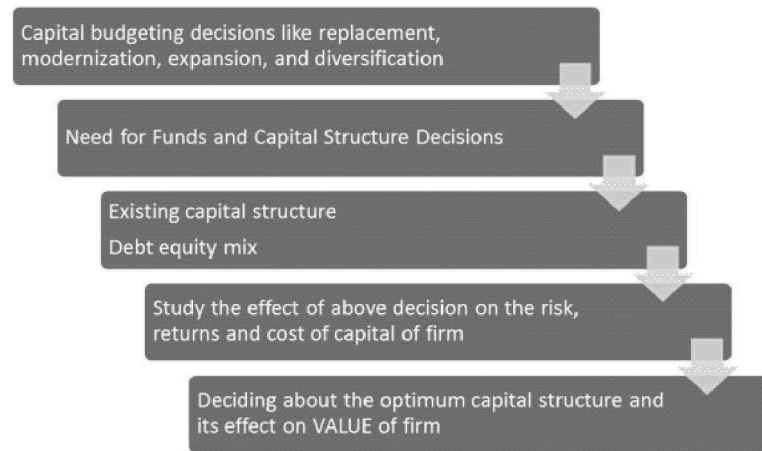 Capital budgeting decisions like replacement,
modernization, expansion, and diversification
Need for Funds and Capital Structure Decisions
Existing capital structure
Debt equity mix
Study the effect of above decision on the risk,
returns and cost of capital of firm
Deciding about the optimum capital structure and
its effect on VALUE of firm